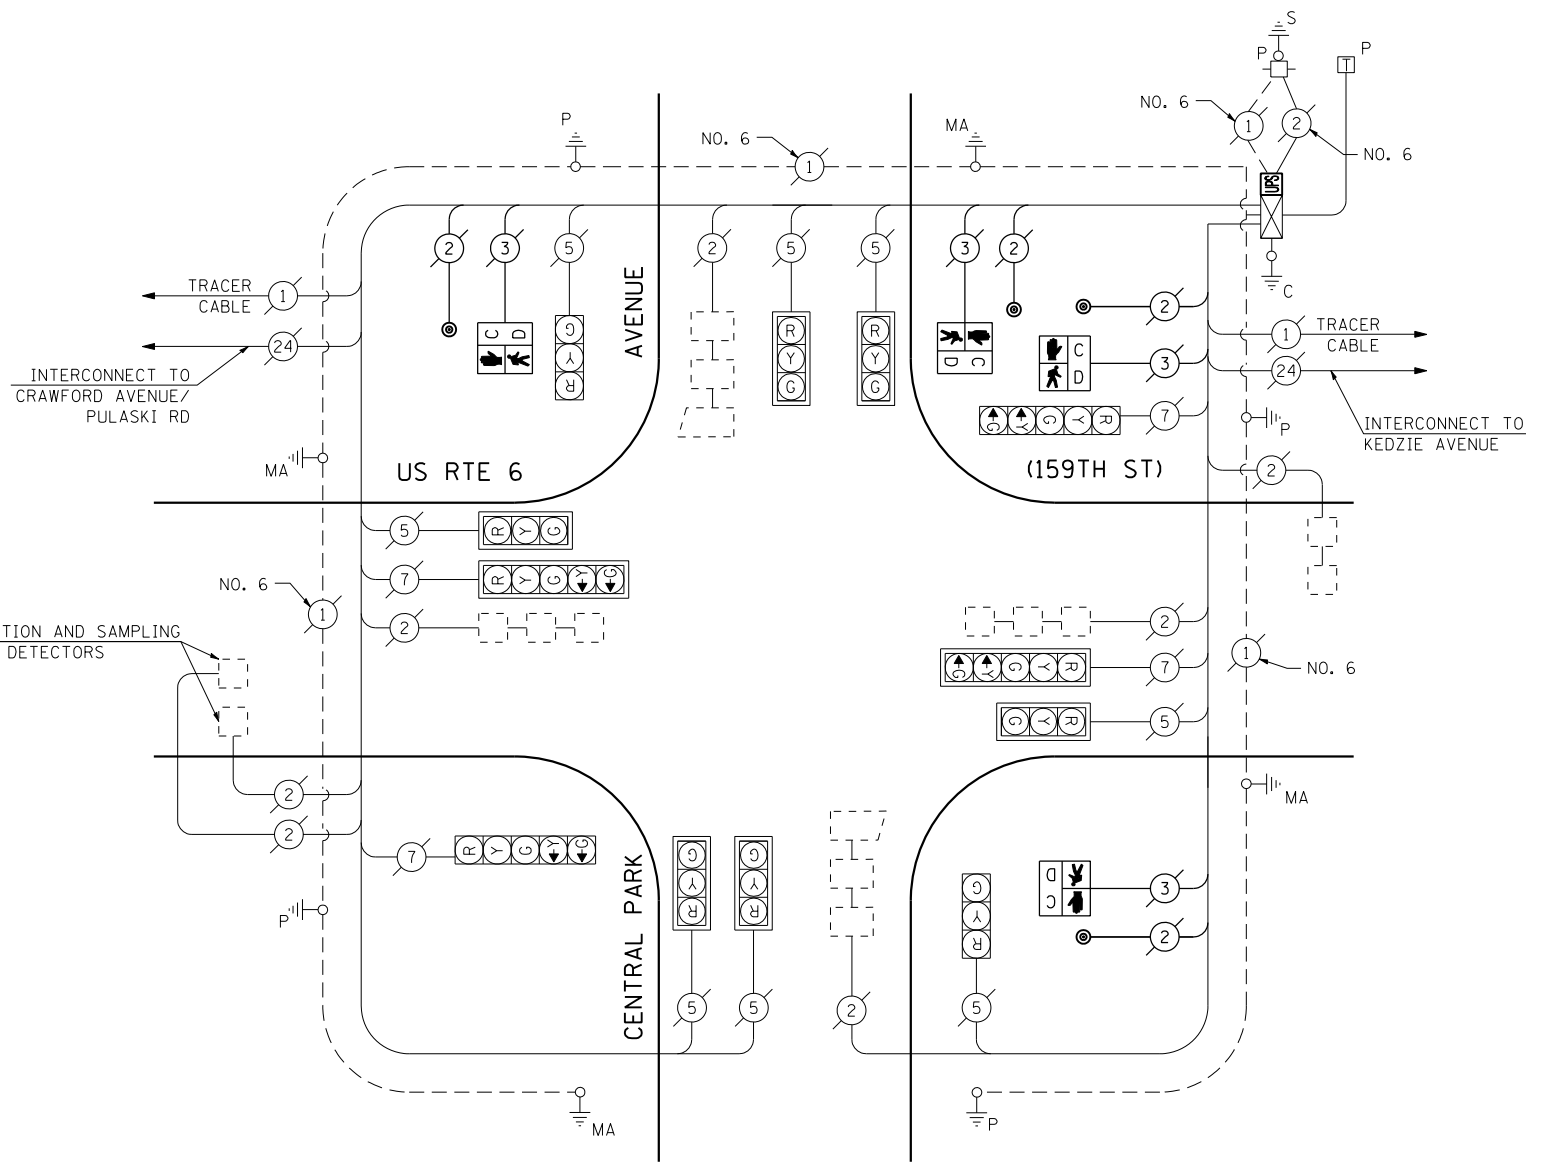 S
P
P
T
NO. 6
1
2
NO. 6
P
NO. 6
1
MA
UPS
2
3
5
2
5
5
3
2
C
TRACER
CABLE
1
24
INTERCONNECT TO
CRAWFORD AVENUE/
PULASKI RD
C D
G
Y
R
AVENUE
R
Y
G
R
Y
G
D C
2
C
D
3
G Y G Y R
7
1
TRACER
CABLE
24
INTERCONNECT TO
KEDZIE AVENUE
P
2
MA
US RTE 6
(159TH ST)
5
R Y G
7
R Y G Y G
2
NO. 6
1
TION AND SAMPLING
DETECTORS
2
G Y G Y R
7
G Y R
5
1
NO. 6
2
2
MA
7
R Y G Y G
P
CENTRAL PARK
G
Y
R
G
Y
R
5
5
2
G
Y
R
5
D
C
3
2
MA
P